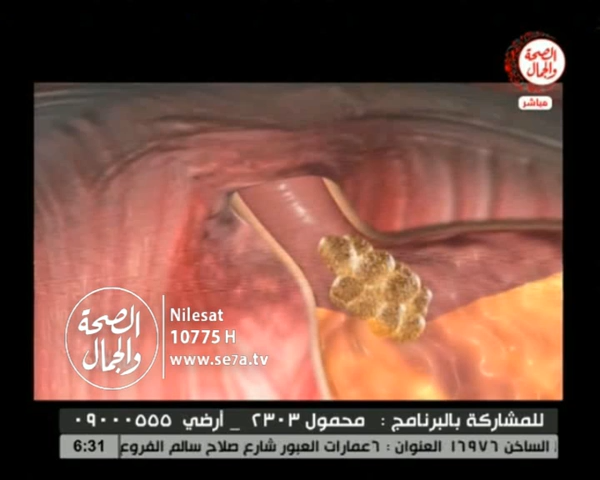 الصحة
والجمال
مباشر
الصحة
والجمال
Nilesat
10775 H
www.se7a.tv
للمشاركة بالبرنامج : محمول ٢٣٠٣ _ أرضي ٠٩٠٠٠٥٥٥
الساخن ١٦٩٧٦ العنوان : ٦عمارات العبور شارع صلاح سالم الفروع
6:31